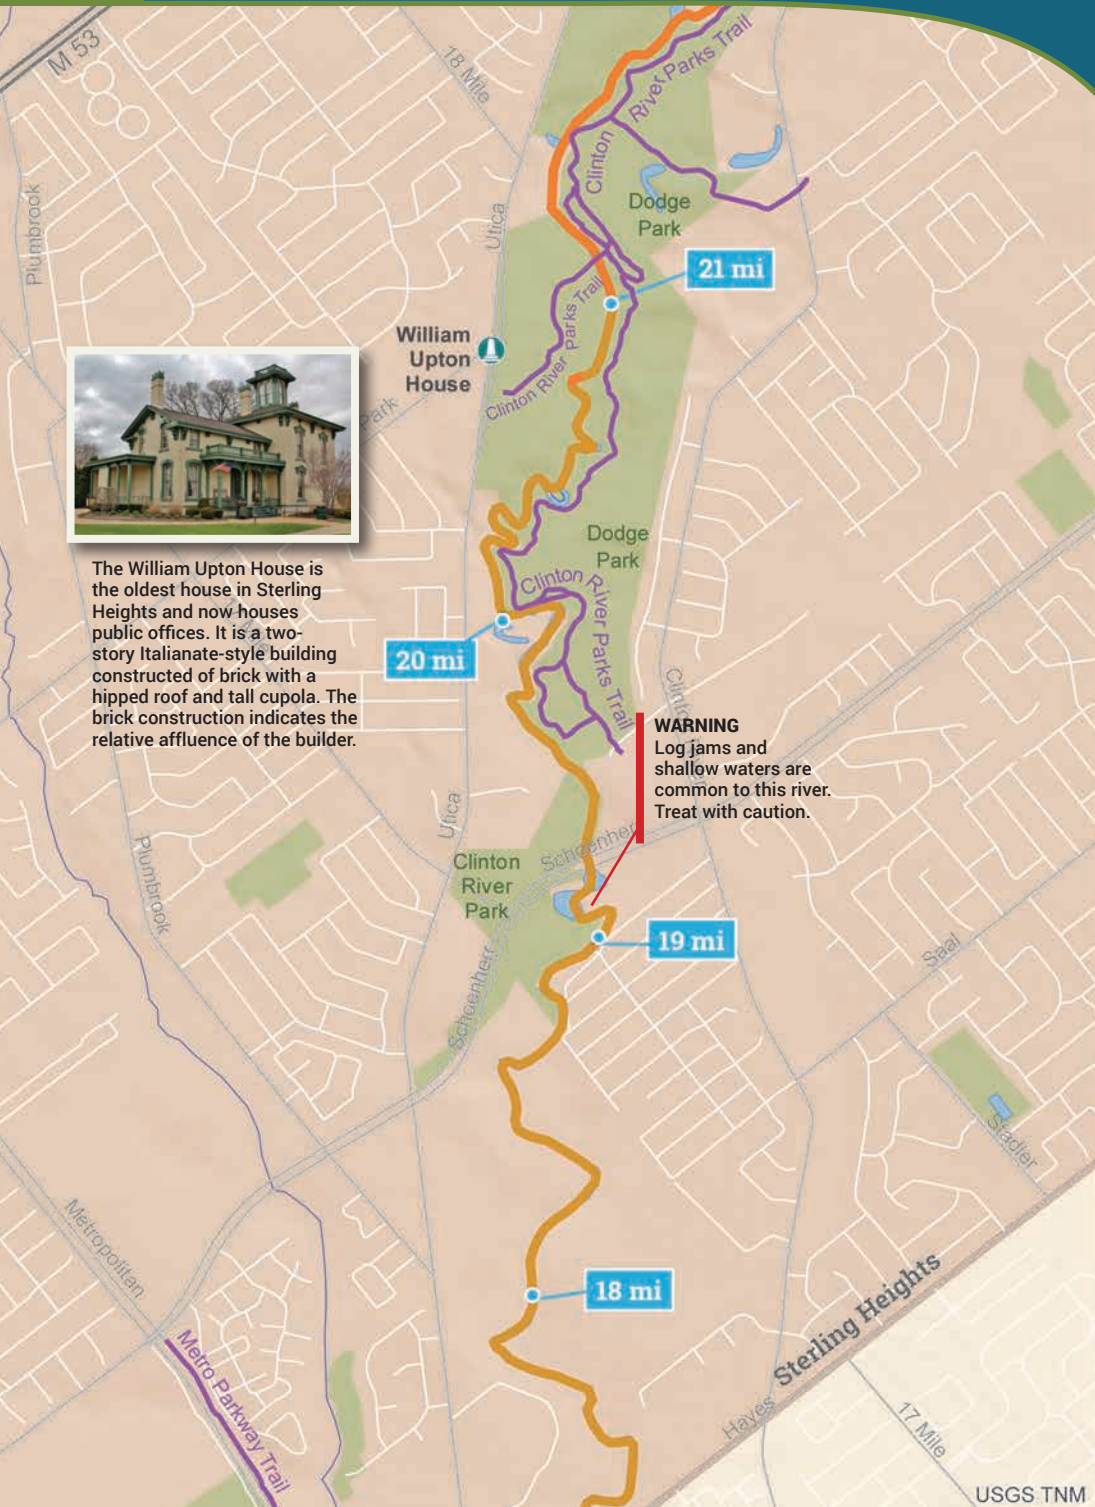 M 53
18 Mile
River Parks Trail
Clinton
Plumbrook
Utica
Dodge
Park
21 mi
William
Upton
House
Parks Trail
Clinton River
Park
Dodge
Park
The William Upton House is
the oldest house in Sterling
Heights and now houses
public offices. It is a two-
story Italianate-style building
constructed of brick with a
hipped roof and tall cupola. The
brick construction indicates the
relative affluence of the builder.
Clinton River Parks Trail
20 mi
WARNING
Log jams and
shallow waters are
common to this river.
Treat with caution.
Utica
Plumbrook
Schoenherr
Clinton
River
Park
19 mi
Saal
Schoenherr
Stadler
Metropolitan
18 mi
Sterling Heights
Metro Parkway Trail
Hayes
17 Mile
USGS TNM